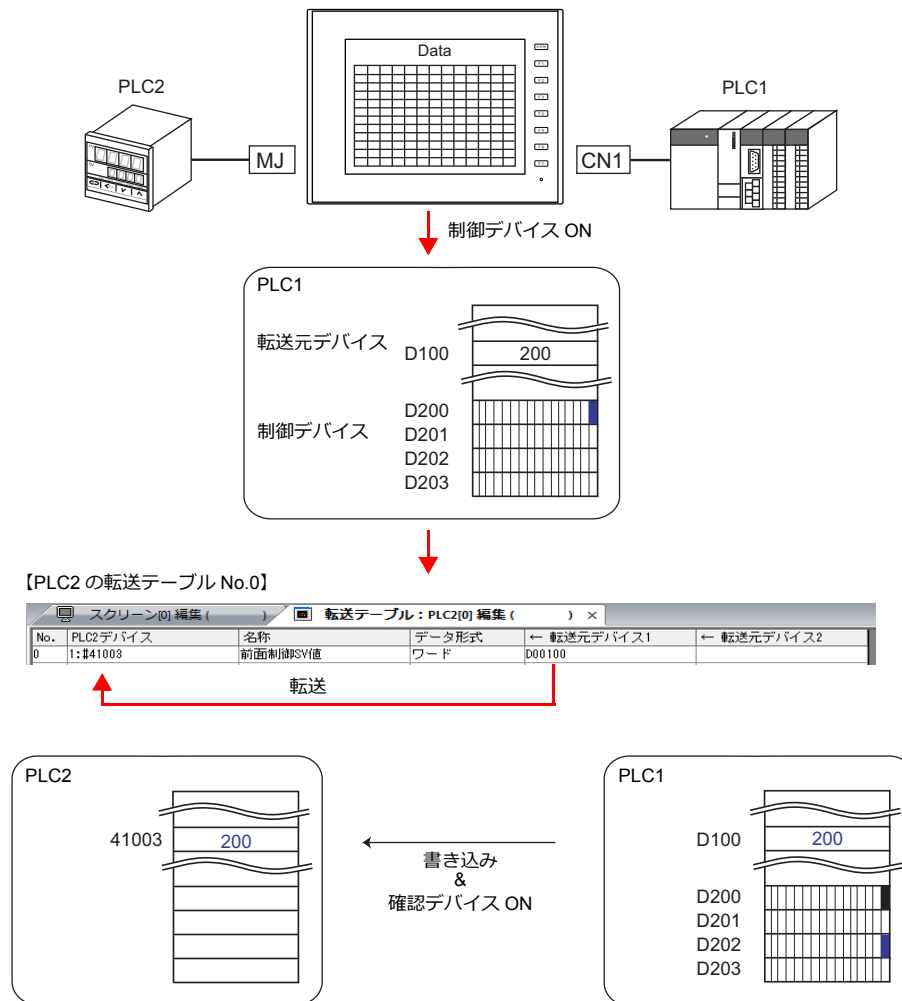 Data
PLC2
PLC1
MJ
CN1
制御デバイス ON
PLC1
転送元デバイス
D100
200
制御デバイス
D200
D201
D202
D203
【PLC2 の転送テーブル No.0】
スクリーン[0] 編集 ( )
転送テーブル : PLC2[0] 編集 ( ) ×
No. PLC2デバイス 名称 データ形式 ← 転送元デバイス1 ← 転送元デバイス2
0 1:#41003 前面制御SV値 ワード D00100
転送
PLC2
41003
200
書き込み
&
確認デバイス ON
PLC1
D100
200
D200
D201
D202
D203